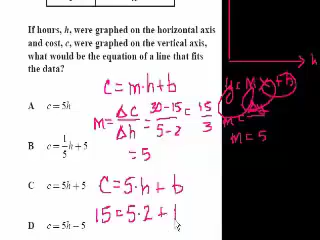 If hours, h, were graphed on the horizontal axis
and cost, c, were graphed on the vertical axis,
what would be the equation of a line that fits
the data?
c = m·h + b
A c = 5h
m = Δc/Δh = 30-15/5-2 = 15/3
= 5
B c = 1/5 h + 5
C c = 5h + 5
c = 5·h + b
D c = 5h − 5
15 = 5·2 +
h
y = m x + b
m = 5